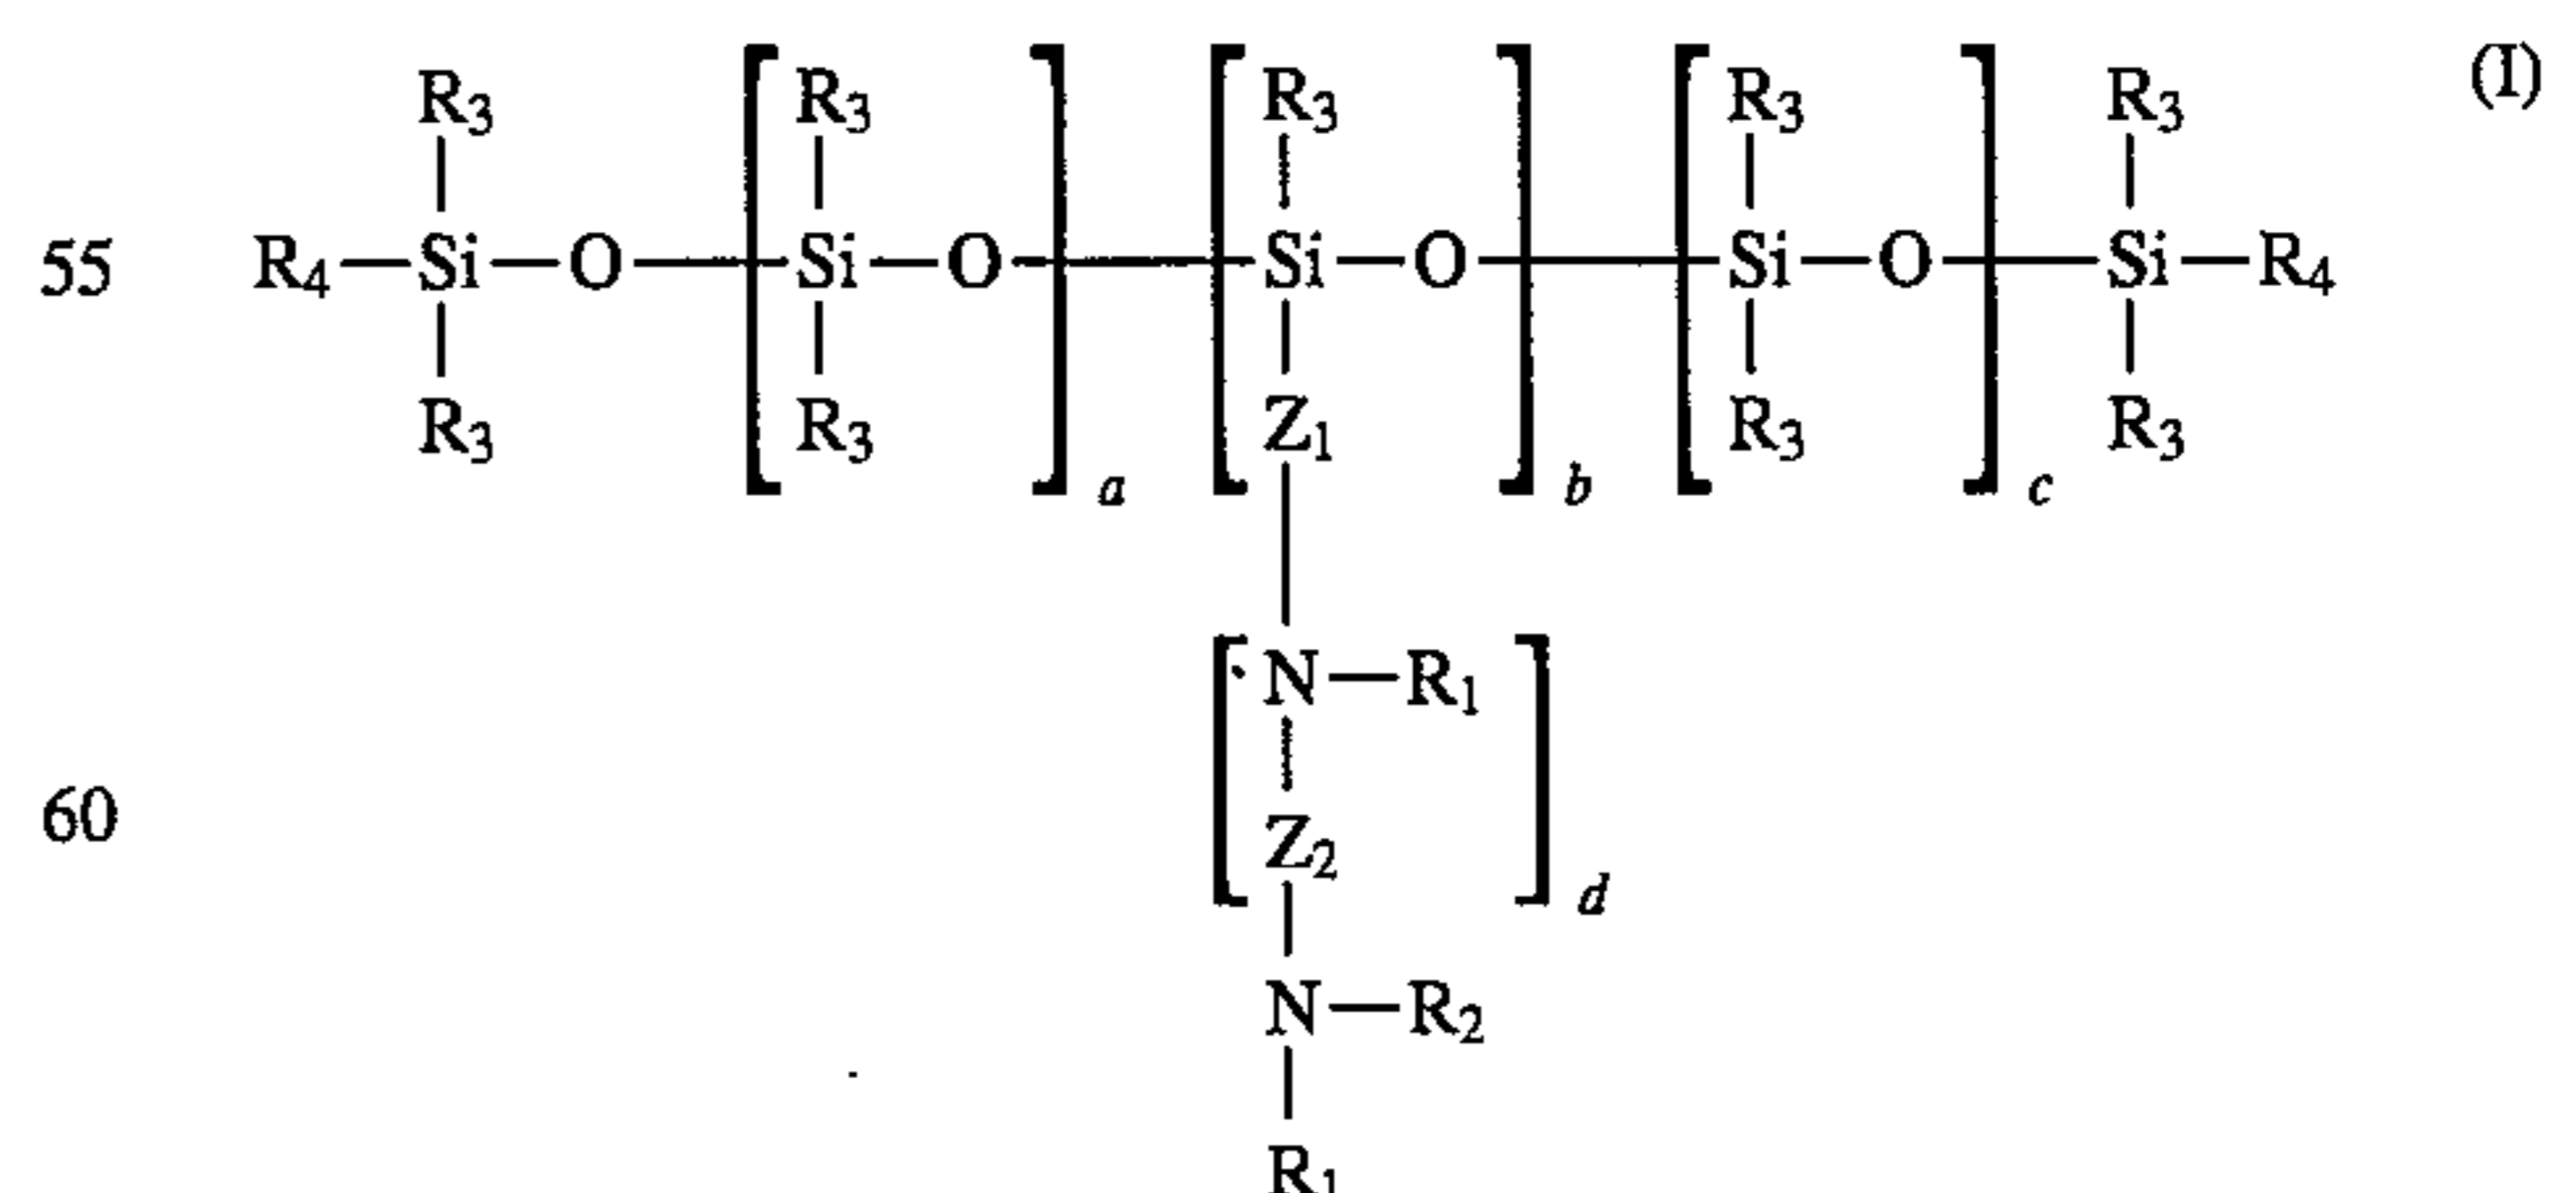 R3 R3 R3 R3 R3 (I)
55 R4—Si—O—[Si—O]a—[Si—O]b—[Si—O]c—Si—R4
R3 R3 Z1 R3 R3
[N—R1
Z2]d
60
N—R2
R1